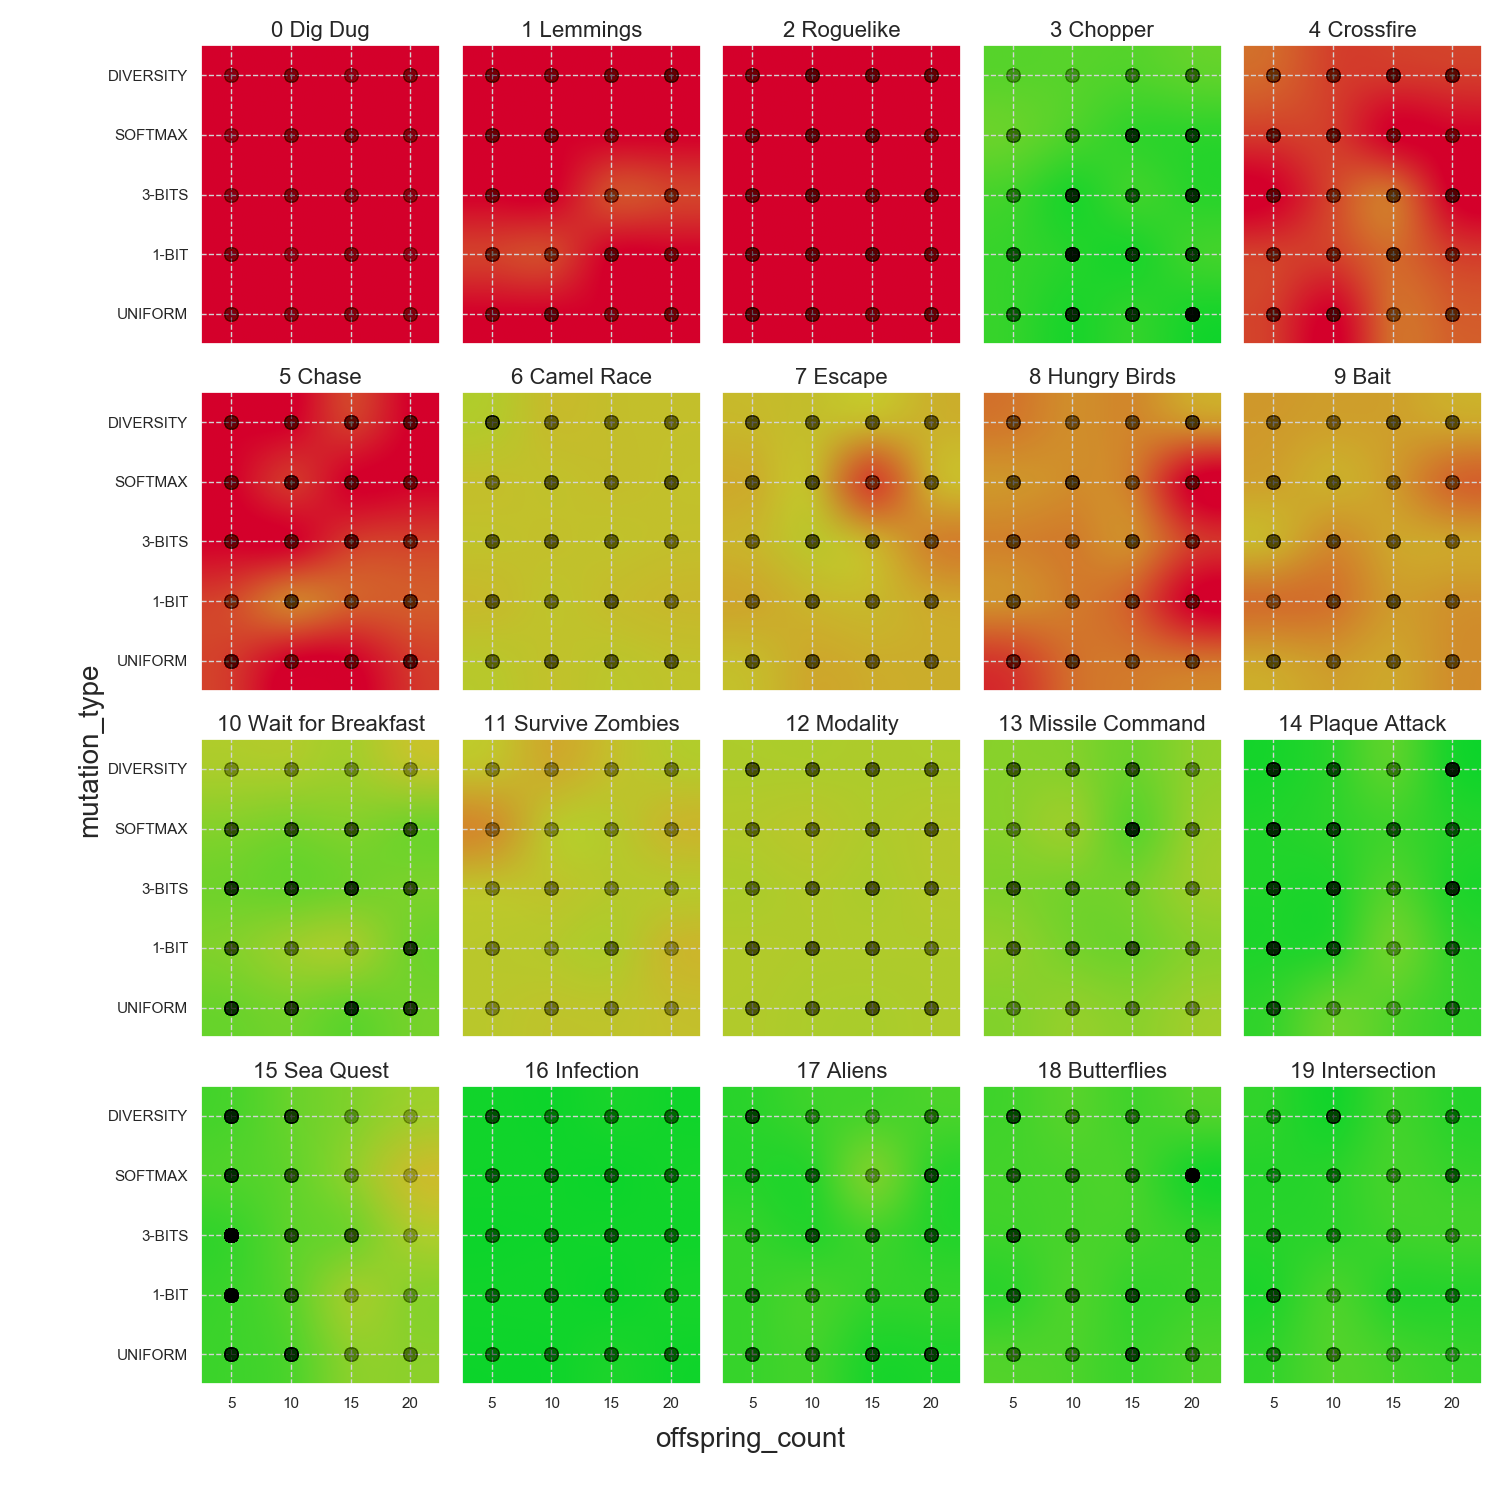 0 Dig Dug
1 Lemmings
2 Roguelike
3 Chopper
4 Crossfire
DIVERSITY
SOFTMAX
3-BITS
1-BIT
UNIFORM
5 Chase
6 Camel Race
7 Escape
8 Hungry Birds
9 Bait
DIVERSITY
SOFTMAX
3-BITS
1-BIT
UNIFORM
mutation_type
10 Wait for Breakfast
11 Survive Zombies
12 Modality
13 Missile Command
14 Plaque Attack
DIVERSITY
SOFTMAX
3-BITS
1-BIT
UNIFORM
15 Sea Quest
16 Infection
17 Aliens
18 Butterflies
19 Intersection
DIVERSITY
SOFTMAX
3-BITS
1-BIT
UNIFORM
5 10 15 20 5 10 15 20 5 10 15 20 5 10 15 20 5 10 15 20
offspring_count